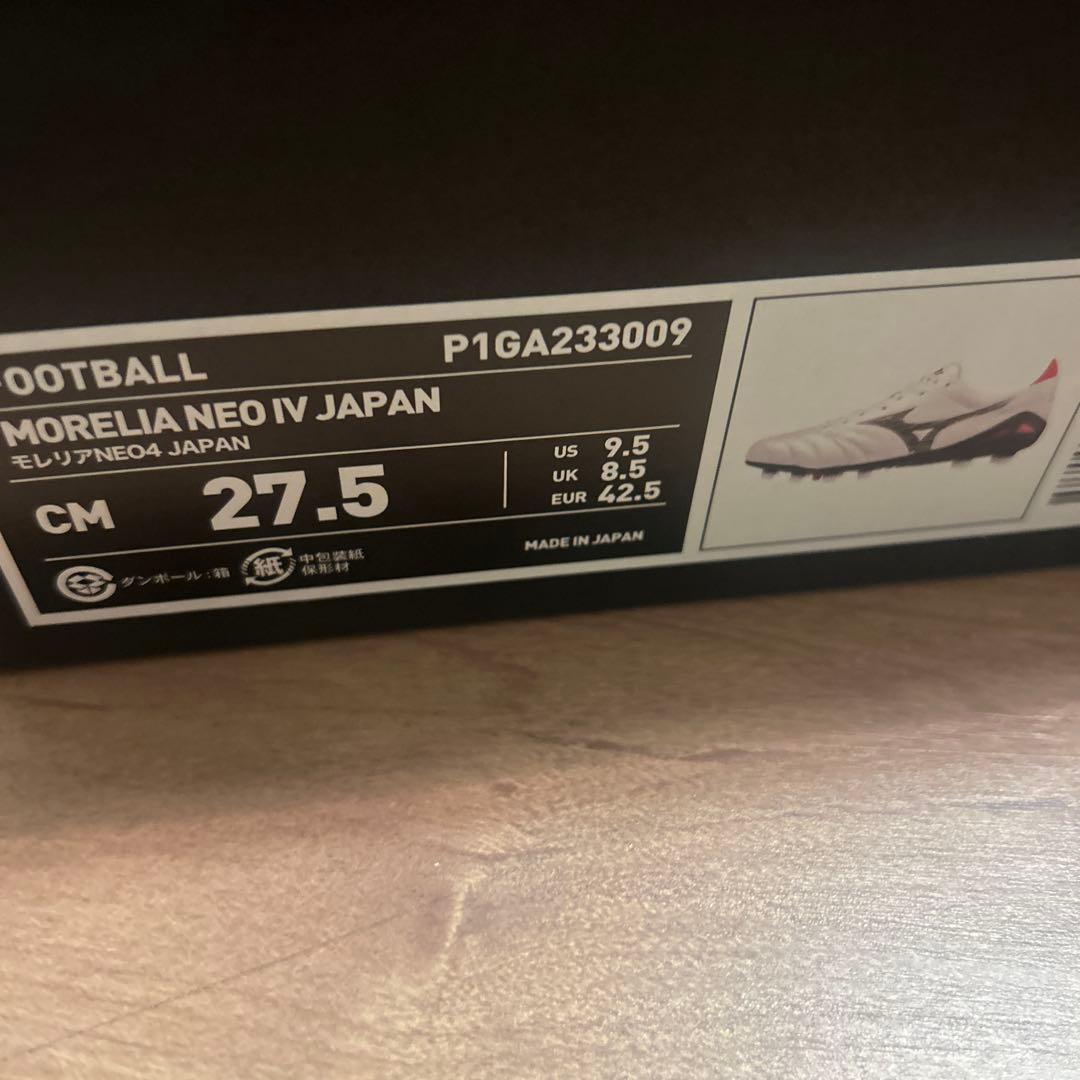 FOOTBALL P1GA233009
MORELIA NEO IV JAPAN
モレリアNEO4 JAPAN
CM 27.5
US 9.5
UK 8.5
EUR 42.5
ダンボール:箱
紙 中包装紙
保形材
MADE IN JAPAN